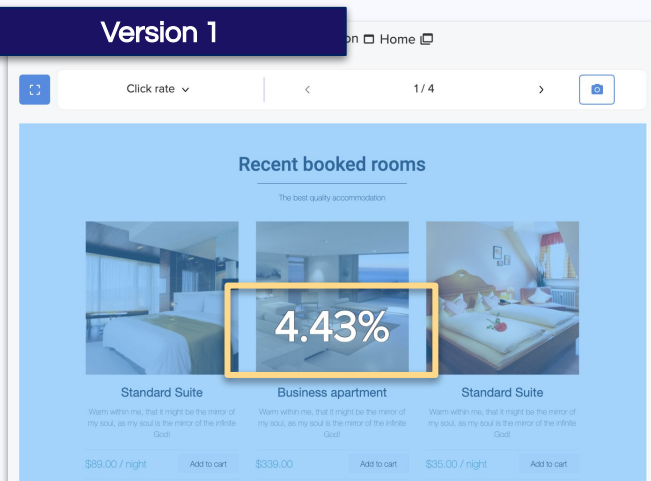 Version 1
on Home
Click rate
1 / 4
Recent booked rooms
The best quality accommodation
4.43%
Standard Suite
Business apartment
Standard Suite
Warm within me, that it might be the mirror of
my soul, as my soul is the mirror of the infinite
God!
Warm within me, that it might be the mirror of
my soul, as my soul is the mirror of the infinite
God!
Warm within me, that it might be the mirror of
my soul, as my soul is the mirror of the infinite
God!
$89.00 / night
Add to cart
$339.00
Add to cart
$35.00 / night
Add to cart